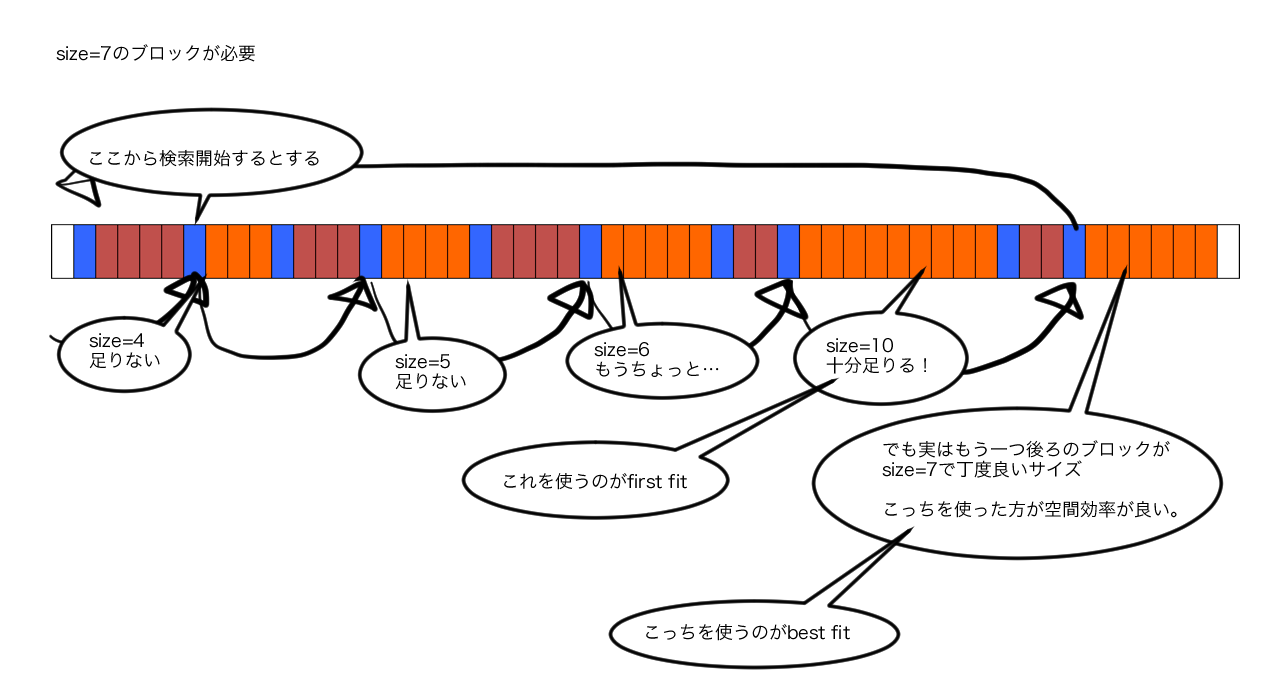 size=7のブロックが必要
ここから検索開始するとする
size=4
足りない
size=5
足りない
size=6
もうちょっと…
size=10
十分足りる！
これを使うのがfirst fit
でも実はもう一つ後ろのブロックが
size=7で丁度良いサイズ
こっちを使った方が空間効率が良い。
こっちを使うのがbest fit